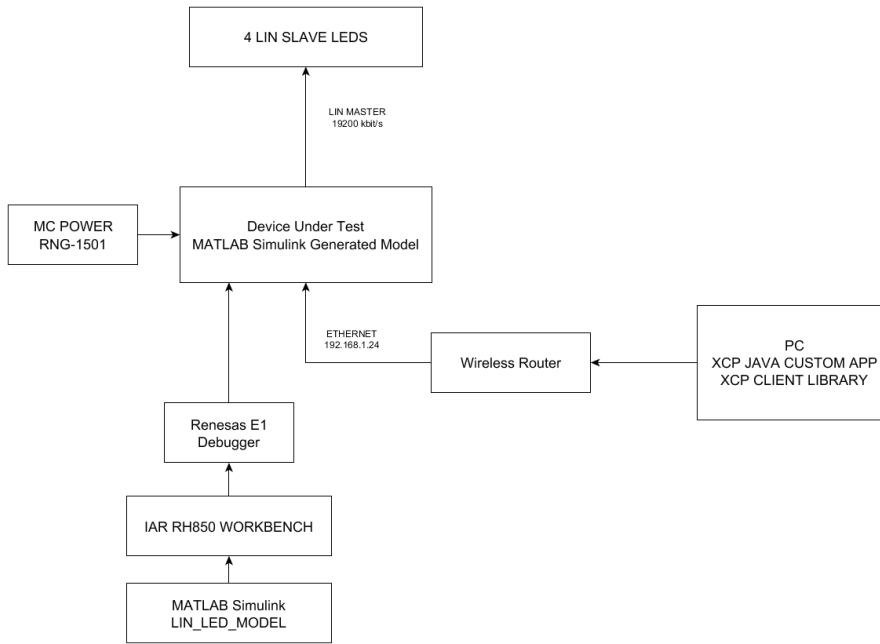 4 LIN SLAVE LEDS
LIN MASTER
19200 kbit/s
MC POWER
RNG-1501
Device Under Test
MATLAB Simulink Generated Model
ETHERNET
192.168.1.24
Wireless Router
PC
XCP JAVA CUSTOM APP
XCP CLIENT LIBRARY
Renesas E1
Debugger
IAR RH850 WORKBENCH
MATLAB Simulink
LIN_LED_MODEL